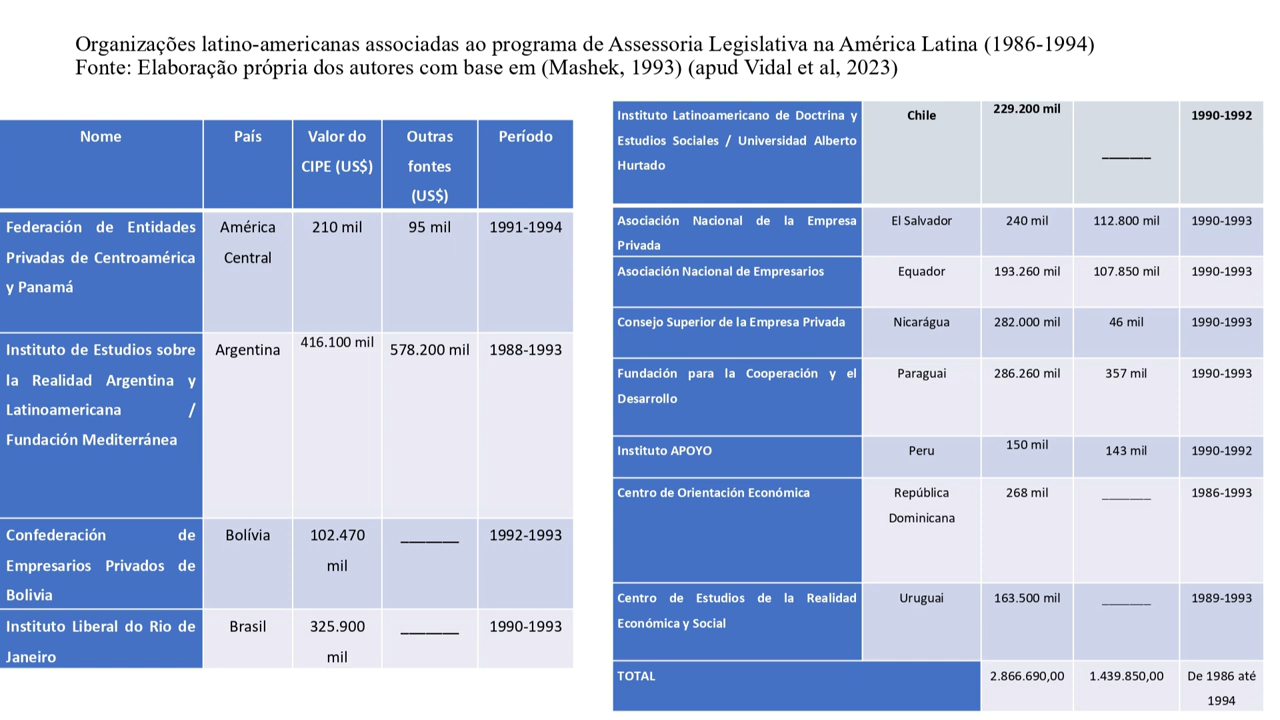 Organizações latino-americanas associadas ao programa de Assessoria Legislativa na América Latina (1986-1994)
Fonte: Elaboração própria dos autores com base em (Mashek, 1993) (apud Vidal et al, 2023)
Nome País Valor do Outras Período
CIPE (US$) fontes
(US$)
Federación de Entidades América 210 mil 95 mil 1991-1994
Privadas de Centroamérica Central
y Panamá
Instituto de Estudios sobre Argentina 416.100 mil 578.200 mil 1988-1993
la Realidad Argentina y
Latinoamericana /
Fundación Mediterránea
Confederación de Bolívia 102.470 _______ 1992-1993
Empresarios Privados de mil
Bolivia
Instituto Liberal do Rio de Brasil 325.900 _______ 1990-1993
Janeiro mil
Instituto Latinoamericano de Doctrina y Chile 229.200 mil 1990-1992
Estudios Sociales / Universidad Alberto
Hurtado _______
Asociación Nacional de la Empresa El Salvador 240 mil 112.800 mil 1990-1993
Privada
Asociación Nacional de Empresarios Equador 193.260 mil 107.850 mil 1990-1993
Consejo Superior de la Empresa Privada Nicarágua 282.000 mil 46 mil 1990-1993
Fundación para la Cooperación y el Paraguai 286.260 mil 357 mil 1990-1993
Desarrollo
Instituto APOYO Peru 150 mil 143 mil 1990-1992
Centro de Orientación Económica República 268 mil _______ 1986-1993
Dominicana
Centro de Estudios de la Realidad Uruguai 163.500 mil _______ 1989-1993
Económica y Social
TOTAL 2.866.690,00 1.439.850,00 De 1986 até
1994